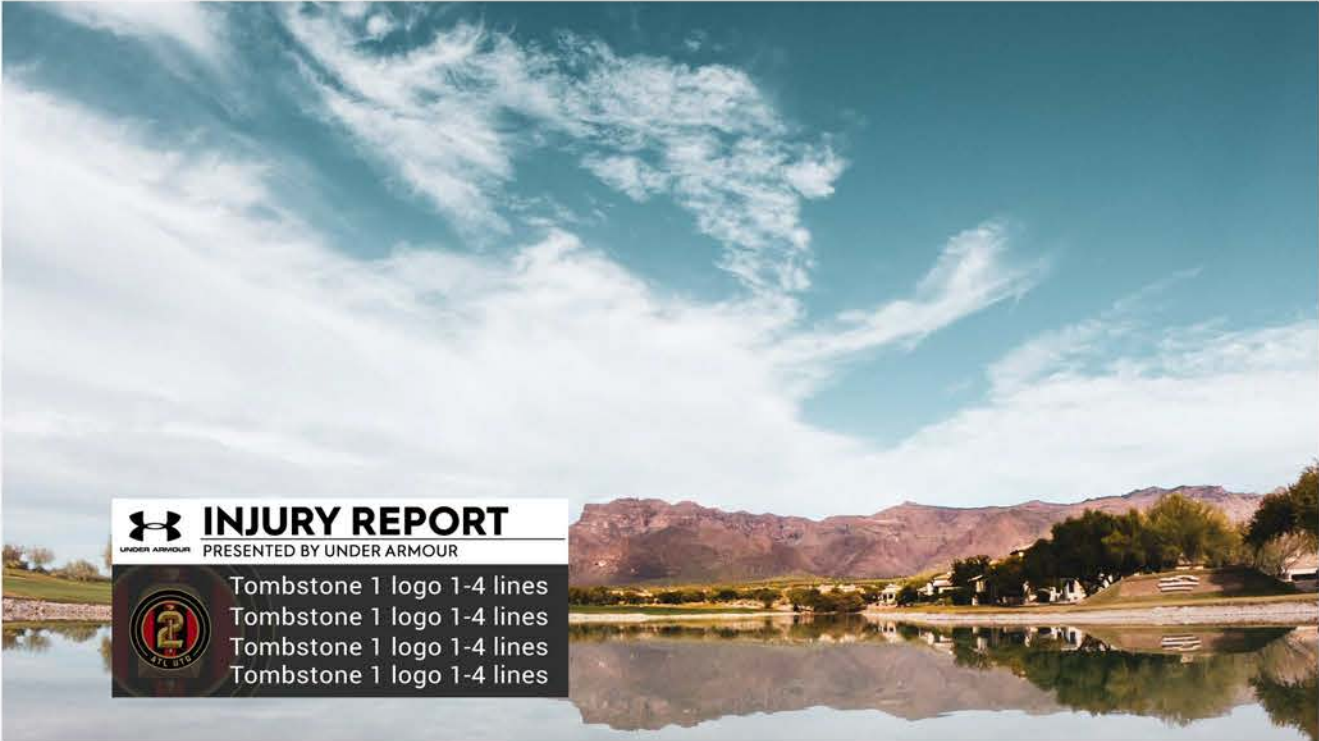 INJURY REPORT
UNDER ARMOUR
PRESENTED BY UNDER ARMOUR
Tombstone 1 logo 1-4 lines
Tombstone 1 logo 1-4 lines
2
Tombstone 1 logo 1-4 lines
ATL UTD
Tombstone 1 logo 1-4 lines